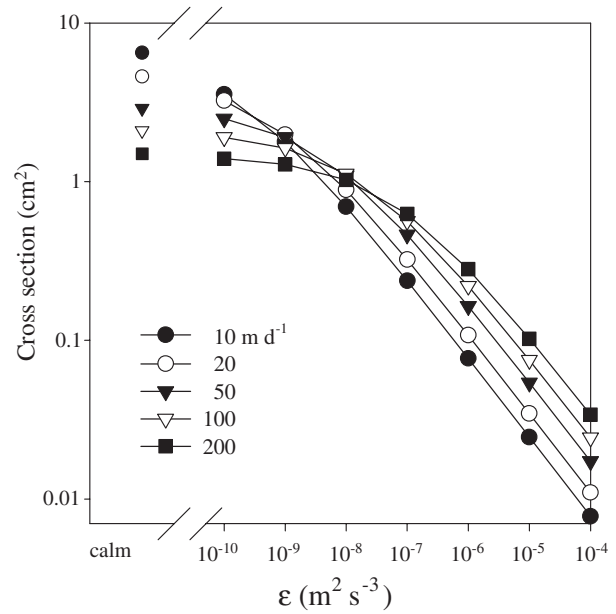 10
1
0.1
0.01
Cross section (cm²)
10 m d⁻¹
20
50
100
200
calm
10⁻¹⁰ 10⁻⁹ 10⁻⁸ 10⁻⁷ 10⁻⁶ 10⁻⁵ 10⁻⁴
ε (m² s⁻³)